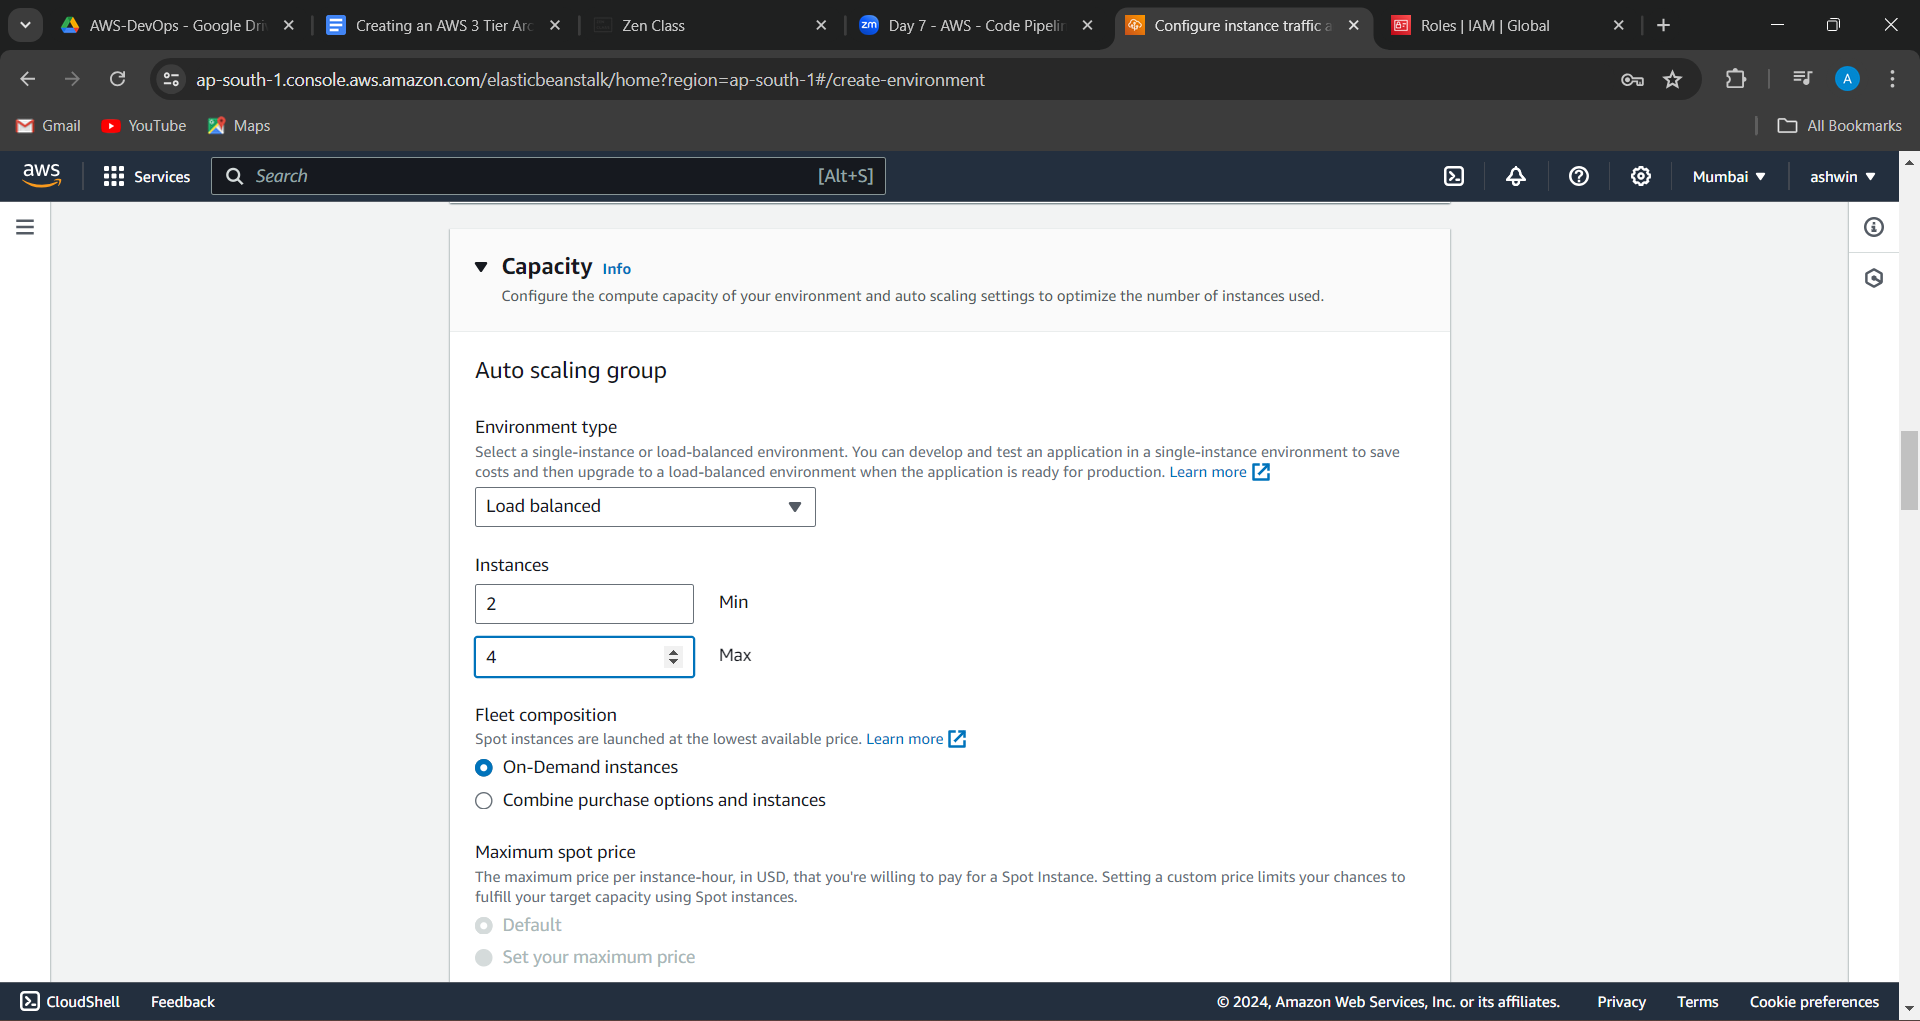 AWS-DevOps - Google Dri
Creating an AWS 3 Tier Arc
Zen Class
zm Day 7 - AWS - Code Pipelin
Configure instance traffic a
Roles | IAM | Global
ap-south-1.console.aws.amazon.com/elasticbeanstalk/home?region=ap-south-1#/create-environment
A
Gmail
YouTube
Maps
All Bookmarks
aws
Services
Search
[Alt+S]
Mumbai
ashwin
Capacity Info
Configure the compute capacity of your environment and auto scaling settings to optimize the number of instances used.
Auto scaling group
Environment type
Select a single-instance or load-balanced environment. You can develop and test an application in a single-instance environment to save
costs and then upgrade to a load-balanced environment when the application is ready for production. Learn more
Load balanced
Instances
2 Min
4 Max
Fleet composition
Spot instances are launched at the lowest available price. Learn more
On-Demand instances
Combine purchase options and instances
Maximum spot price
The maximum price per instance-hour, in USD, that you're willing to pay for a Spot Instance. Setting a custom price limits your chances to
fulfill your target capacity using Spot instances.
Default
Set your maximum price
CloudShell
Feedback
© 2024, Amazon Web Services, Inc. or its affiliates.
Privacy
Terms
Cookie preferences